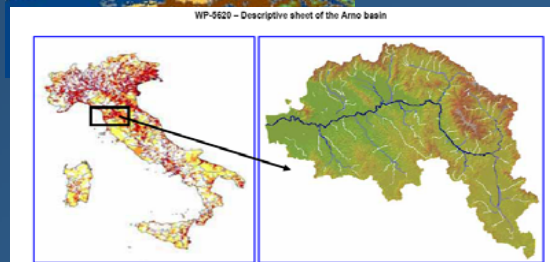 WP-5620 – Descriptive sheet of the Arno basin